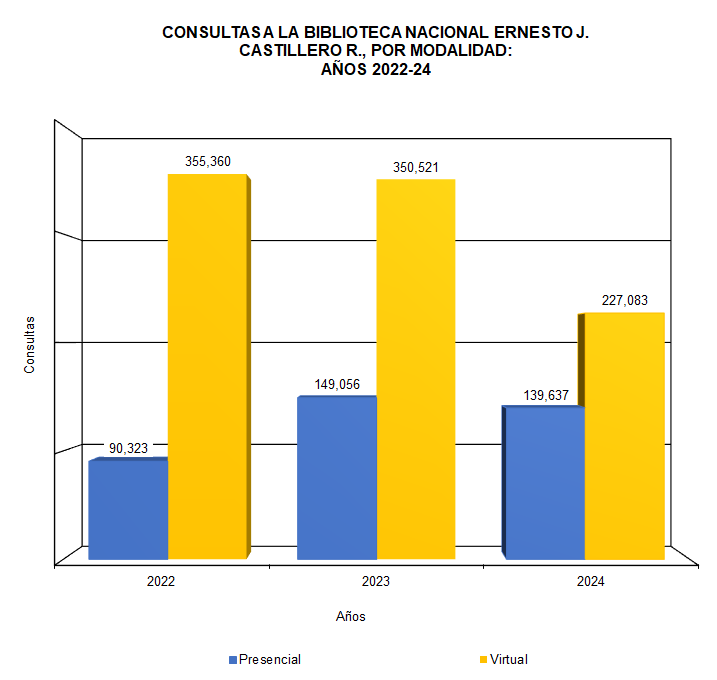 CONSULTAS A LA BIBLIOTECA NACIONAL ERNESTO J.
CASTILLERO R., POR MODALIDAD:
AÑOS 2022-24
355,360
350,521
227,083
149,056
139,637
90,323
Consultas
2022
2023
2024
Años
Presencial
Virtual